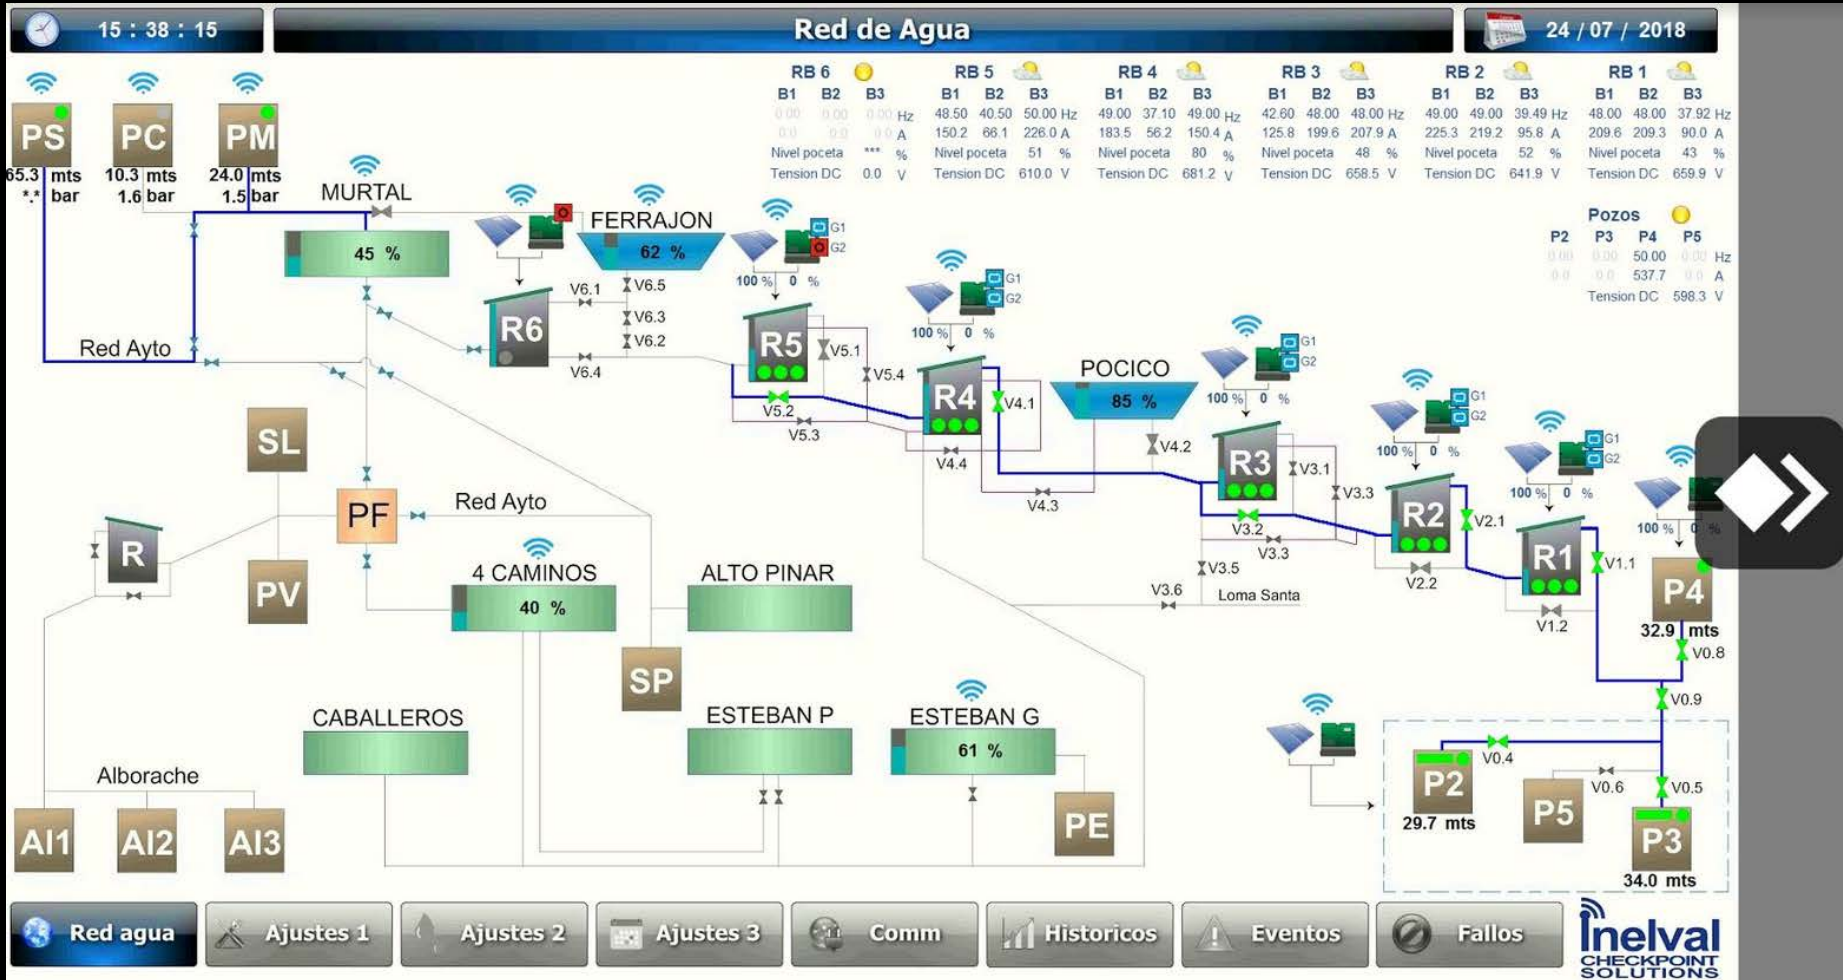 15 : 38 : 15
Red de Agua
24 / 07 / 2018
RB 6
B1 B2 B3
0.00 0.00 0.00 Hz
0.0 0.0 0.0 A
Nivel poceta *** %
Tension DC 0.0 V
RB 5
B1 B2 B3
48.50 40.50 50.00 Hz
150.2 66.1 226.0 A
Nivel poceta 51 %
Tension DC 610.0 V
RB 4
B1 B2 B3
49.00 37.10 49.00 Hz
183.5 56.2 150.4 A
Nivel poceta 80 %
Tension DC 681.2 V
RB 3
B1 B2 B3
42.60 48.00 48.00 Hz
125.8 199.6 207.9 A
Nivel poceta 48 %
Tension DC 658.5 V
RB 2
B1 B2 B3
49.00 49.00 39.49 Hz
225.3 219.2 95.8 A
Nivel poceta 52 %
Tension DC 641.9 V
RB 1
B1 B2 B3
48.00 48.00 37.92 Hz
209.6 209.3 90.0 A
Nivel poceta 43 %
Tension DC 659.9 V
Pozos
P2 P3 P4 P5
0.00 0.00 50.00 0.00 Hz
0.0 0.0 537.7 0.0 A
Tension DC 598.3 V
PS
65.3 mts
*.* bar
PC
10.3 mts
1.6 bar
PM
24.0 mts
1.5 bar
MURTAL
45 %
FERRAJON
62 %
V6.1
V6.5
V6.3
V6.2
V6.4
R6
G1
G2
100 % 0 %
R5
V5.1
V5.4
V5.2
V5.3
G1
G2
100 % 0 %
R4
V4.1
V4.4
V4.3
POCICO
85 %
V4.2
G1
G2
100 % 0 %
R3
V3.1
V3.3
V3.2
V3.3
V3.5
V3.6
Loma Santa
G1
G2
100 % 0 %
R2
V2.1
V2.2
G1
G2
100 % 0 %
R1
V1.1
V1.2
100 % 0 %
P4
32.9 mts
V0.8
V0.9
Red Ayto
SL
PF
Red Ayto
R
PV
4 CAMINOS
40 %
ALTO PINAR
SP
CABALLEROS
ESTEBAN P
ESTEBAN G
61 %
PE
Alborache
Al1
Al2
Al3
P2
29.7 mts
V0.4
P5
V0.6
V0.5
P3
34.0 mts
Red agua
Ajustes 1
Ajustes 2
Ajustes 3
Comm
Historicos
Eventos
Fallos
Inelval
CHECKPOINT
SOLUTIONS